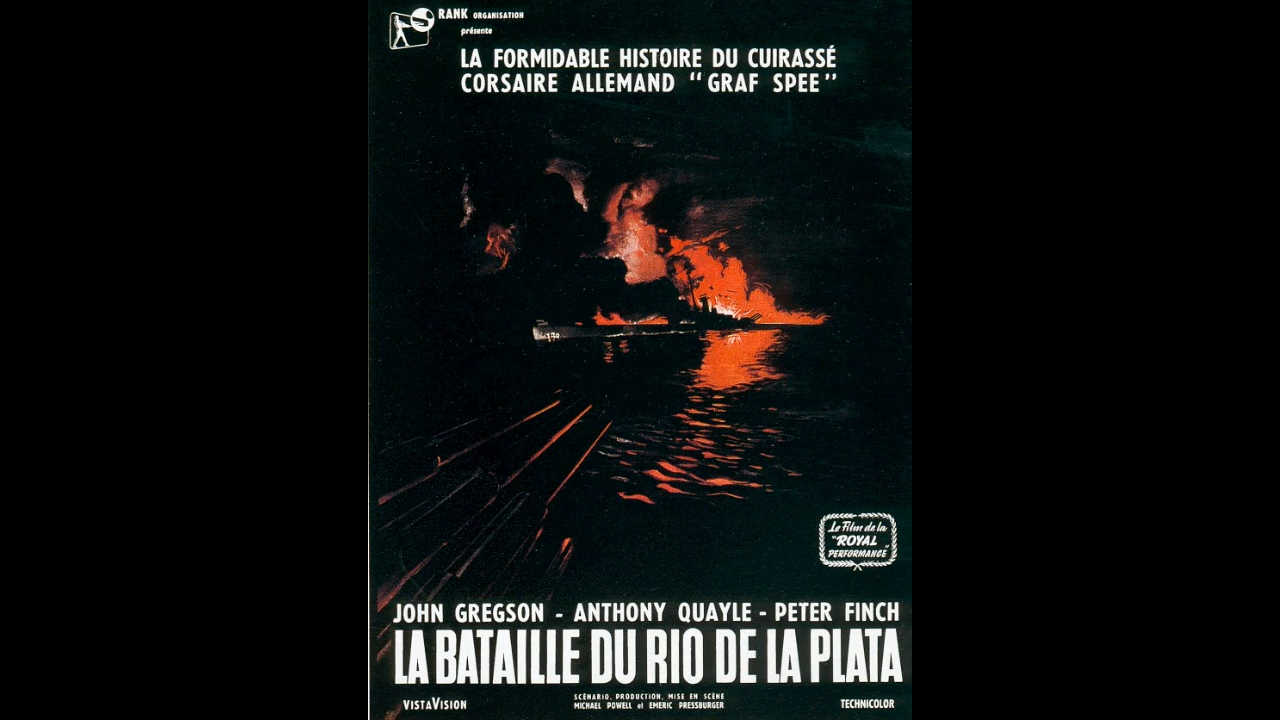 RANK ORGANISATION
présente
LA FORMIDABLE HISTOIRE DU CUIRASSÉ
CORSAIRE ALLEMAND "GRAF SPEE"
Le Film de la
"ROYAL
PERFORMANCE"
JOHN GREGSON - ANTHONY QUAYLE - PETER FINCH
LA BATAILLE DU RIO DE LA PLATA
VISTAVISION
SCÉNARIO, PRODUCTION, MISE EN SCÈNE
MICHAEL POWELL et EMERIC PRESSBURGER
TECHNICOLOR